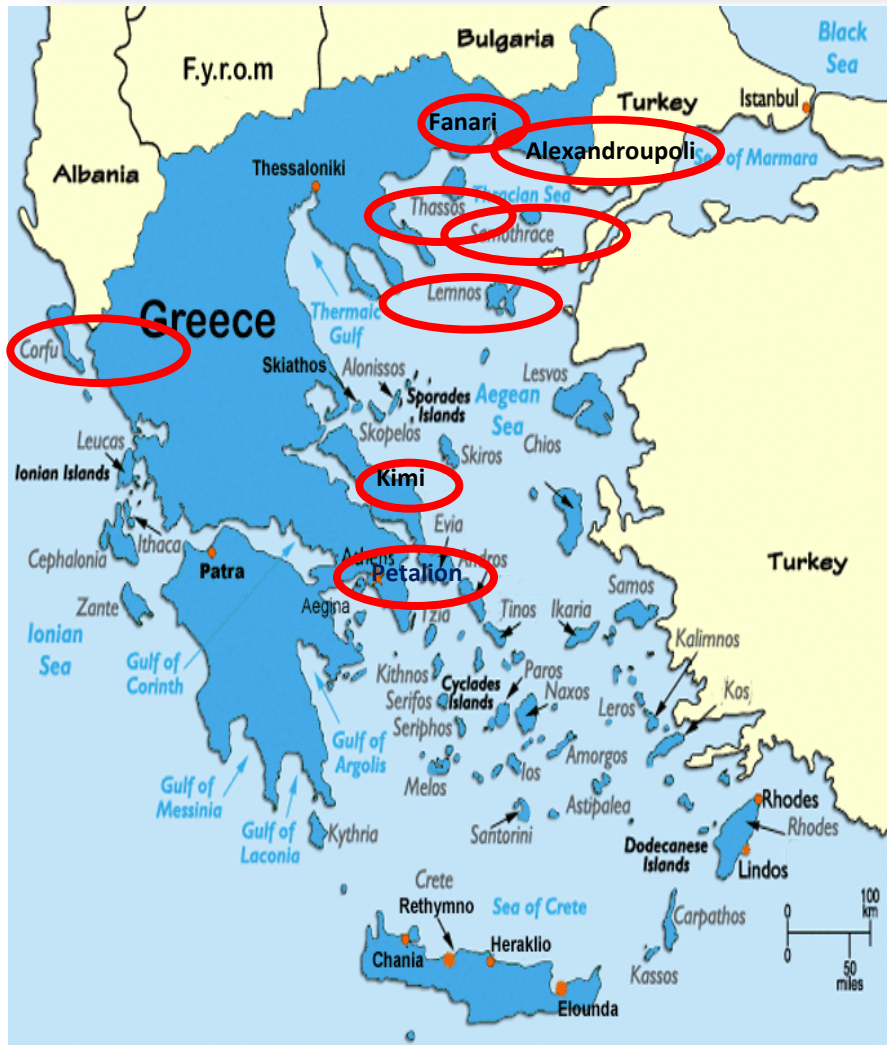 Bulgaria
Black
Sea
F.y.r.o.m
Turkey
Istanbul
Fanari
Alexandroupoli
Sea of Marmara
Albania
Thessaloniki
Thracian Sea
Thassos
Samothrace
Lemnos
Thermaic
Gulf
Greece
Corfu
Skiathos
Alonissos
Sporades
Islands
Aegean
Sea
Lesvos
Skopelos
Chios
Leucas
Skiros
Ionian Islands
Kimi
Evia
Ithaca
Cephalonia
Athens
Andros
Petalion
Patra
Turkey
Zante
Aegina
Tzia
Tinos
Ikaria
Samos
Ionian
Sea
Gulf of
Corinth
Kalimnos
Kithnos
Cyclades
Islands
Paros
Naxos
Serifos
Leros
Kos
Seriphos
Gulf of
Argolis
Amorgos
Gulf of
Messinia
Melos
Ios
Astipalea
Rhodes
Rhodes
Gulf of
Laconia
Kythria
Santorini
Dodecanese
Islands
Lindos
Crete
Rethymno
Sea of Crete
Carpathos
0 100
km
Heraklio
Chania
0 50
miles
Kassos
Elounda